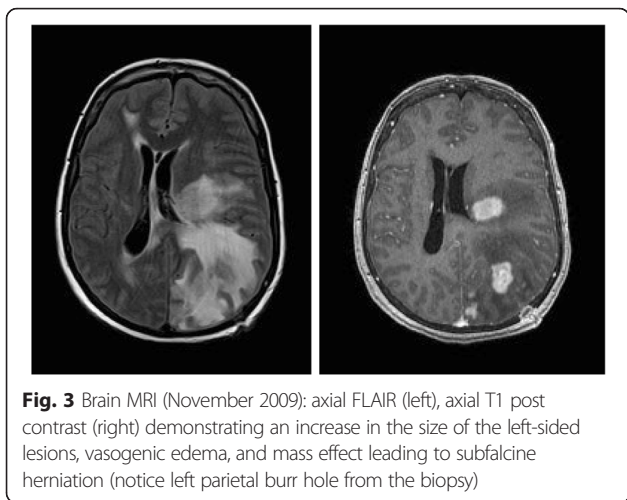 Fig. 3 Brain MRI (November 2009): axial FLAIR (left), axial T1 post
contrast (right) demonstrating an increase in the size of the left-sided
lesions, vasogenic edema, and mass effect leading to subfalcine
herniation (notice left parietal burr hole from the biopsy)